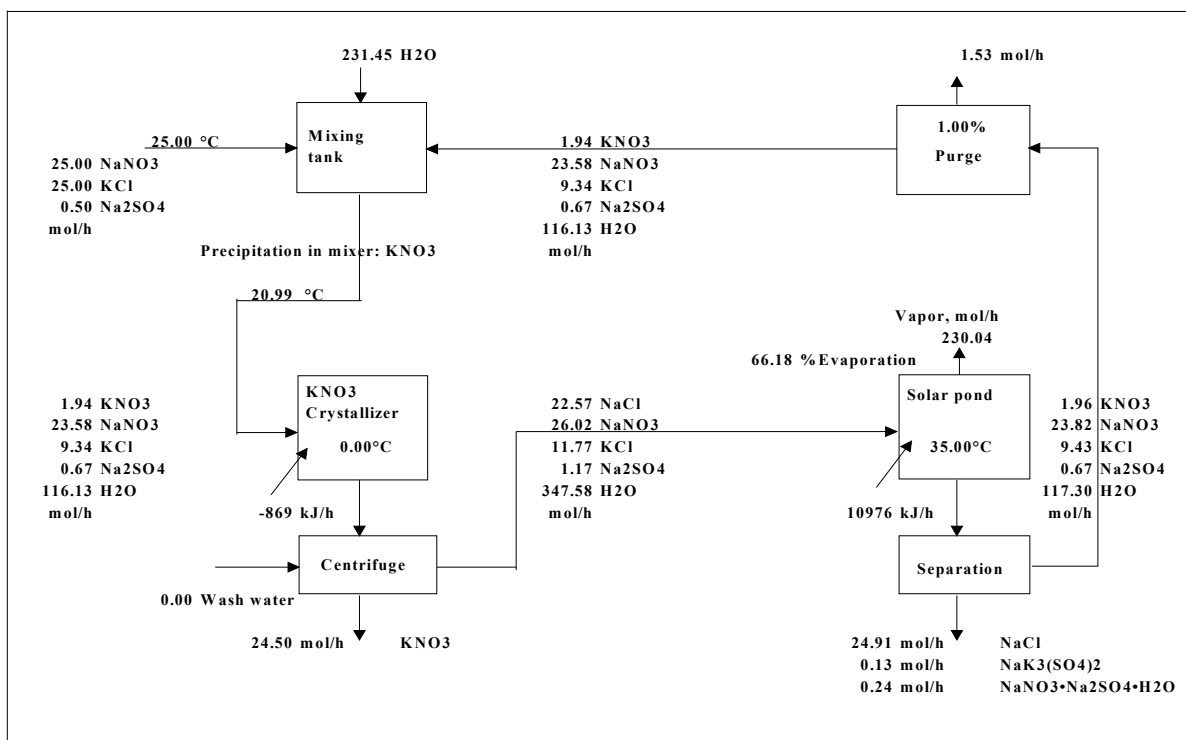 231.45 H2O
1.53 mol/h
Mixing
tank
1.00%
Purge
25.00 °C
25.00 NaNO3
25.00 KCl
0.50 Na2SO4
mol/h
1.94 KNO3
23.58 NaNO3
9.34 KCl
0.67 Na2SO4
116.13 H2O
mol/h
Precipitation in mixer: KNO3
20.99 °C
Vapor, mol/h
230.04
66.18 %Evaporation
1.94 KNO3
23.58 NaNO3
9.34 KCl
0.67 Na2SO4
116.13 H2O
mol/h
KNO3
Crystallizer
0.00°C
-869 kJ/h
22.57 NaCl
26.02 NaNO3
11.77 KCl
1.17 Na2SO4
347.58 H2O
mol/h
Solar pond
35.00°C
10976 kJ/h
1.96 KNO3
23.82 NaNO3
9.43 KCl
0.67 Na2SO4
117.30 H2O
mol/h
Centrifuge
Separation
0.00 Wash water
24.50 mol/h KNO3
24.91 mol/h NaCl
0.13 mol/h NaK3(SO4)2
0.24 mol/h NaNO3•Na2SO4•H2O